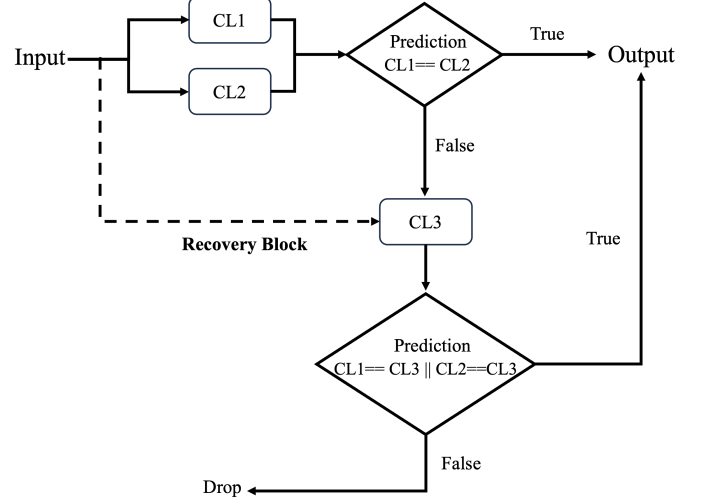 CL1
True
Prediction
CL1== CL2
Input
Output
CL2
False
CL3
Recovery Block
True
Prediction
CL1== CL3 || CL2==CL3
False
Drop